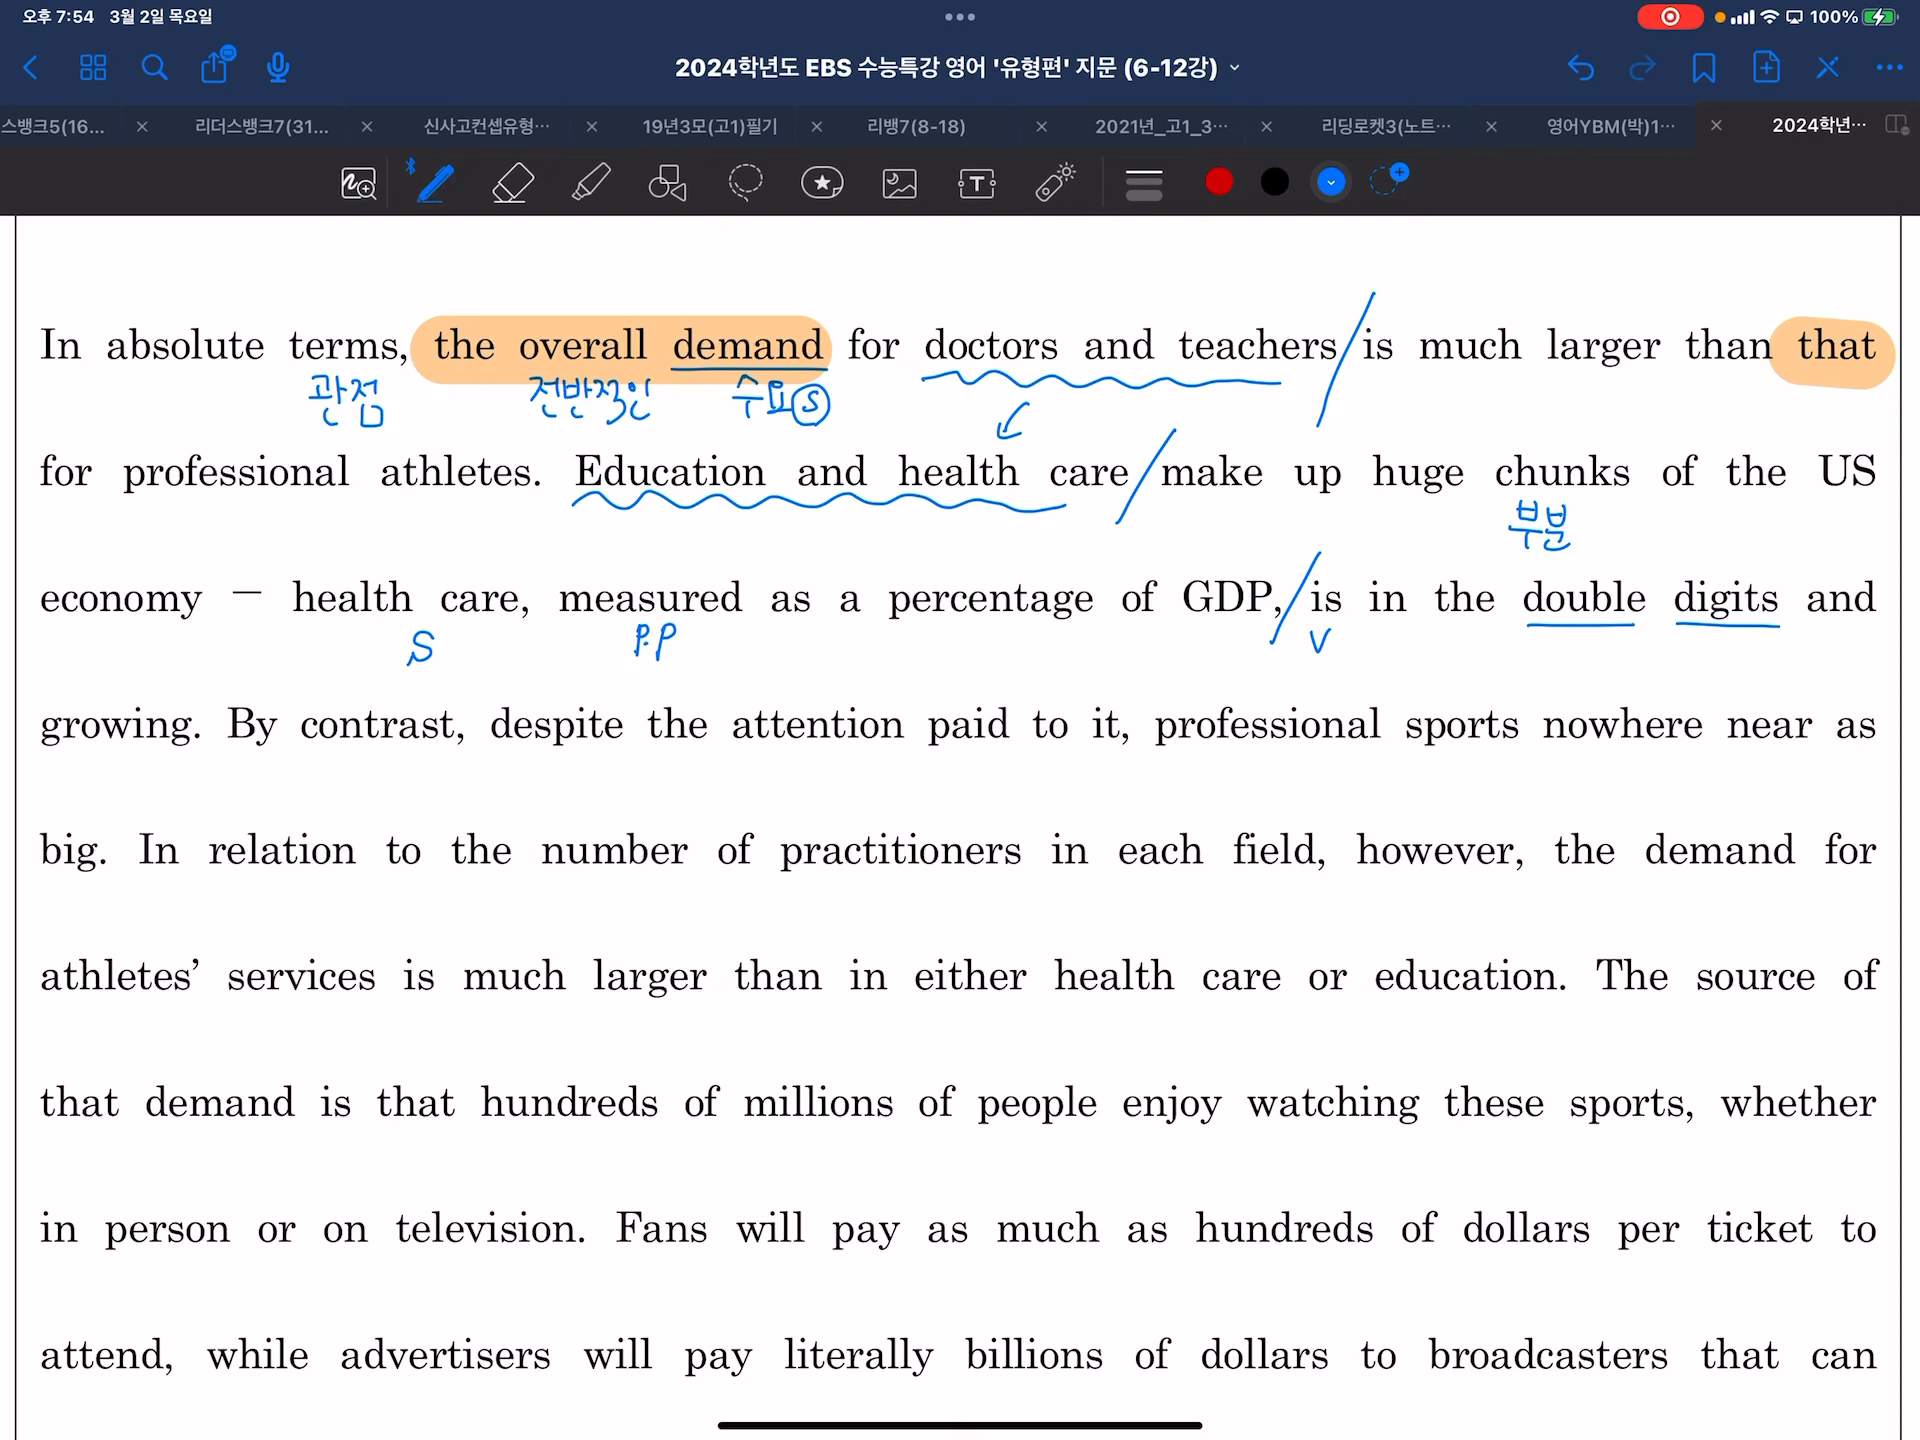 오후 7:54 3월 2일 목요일
100%
2024학년도 EBS 수능특강 영어 '유형편' 지문 (6-12강)
스뱅크5(16... × 리더스뱅크7(31... × 신사고컨셉유형... × 19년3모(고1)필기 × 리뱅7(8-18) × 2021년_고1_3... × 리딩로켓3(노트... × 영어YBM(박)1... × 2024학년...
In absolute terms, the overall demand for doctors and teachers is much larger than that
관점 전반적인 수요 S
for professional athletes. Education and health care make up huge chunks of the US
부분
economy – health care, measured as a percentage of GDP, is in the double digits and
S P.P V
growing. By contrast, despite the attention paid to it, professional sports nowhere near as
big. In relation to the number of practitioners in each field, however, the demand for
athletes’ services is much larger than in either health care or education. The source of
that demand is that hundreds of millions of people enjoy watching these sports, whether
in person or on television. Fans will pay as much as hundreds of dollars per ticket to
attend, while advertisers will pay literally billions of dollars to broadcasters that can